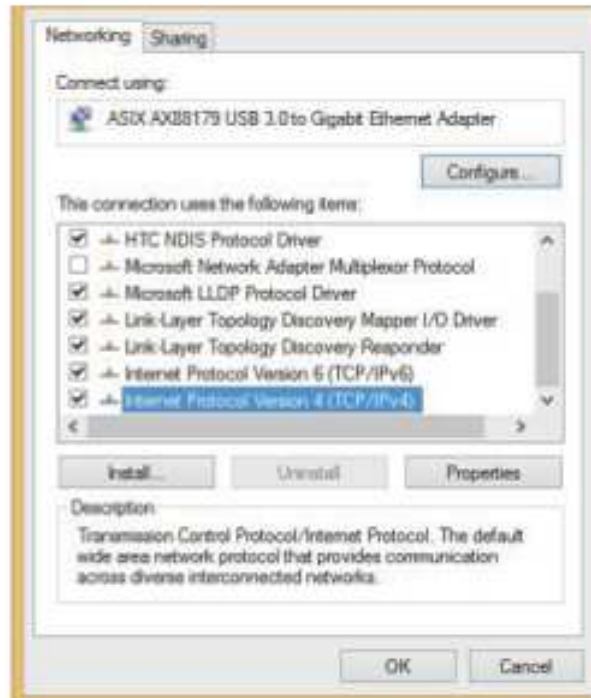 Networking Sharing
Connect using:
ASIX AX88179 USB 3.0 to Gigabit Ethernet Adapter
Configure...
This connection uses the following items:
HTC NDIS Protocol Driver
Microsoft Network Adapter Multiplexor Protocol
Microsoft LLDP Protocol Driver
Link-Layer Topology Discovery Mapper I/O Driver
Link-Layer Topology Discovery Responder
Internet Protocol Version 6 (TCP/IPv6)
Internet Protocol Version 4 (TCP/IPv4)
Install... Uninstall Properties
Description
Transmission Control Protocol/Internet Protocol. The default
wide area network protocol that provides communication
across diverse interconnected networks.
OK Cancel